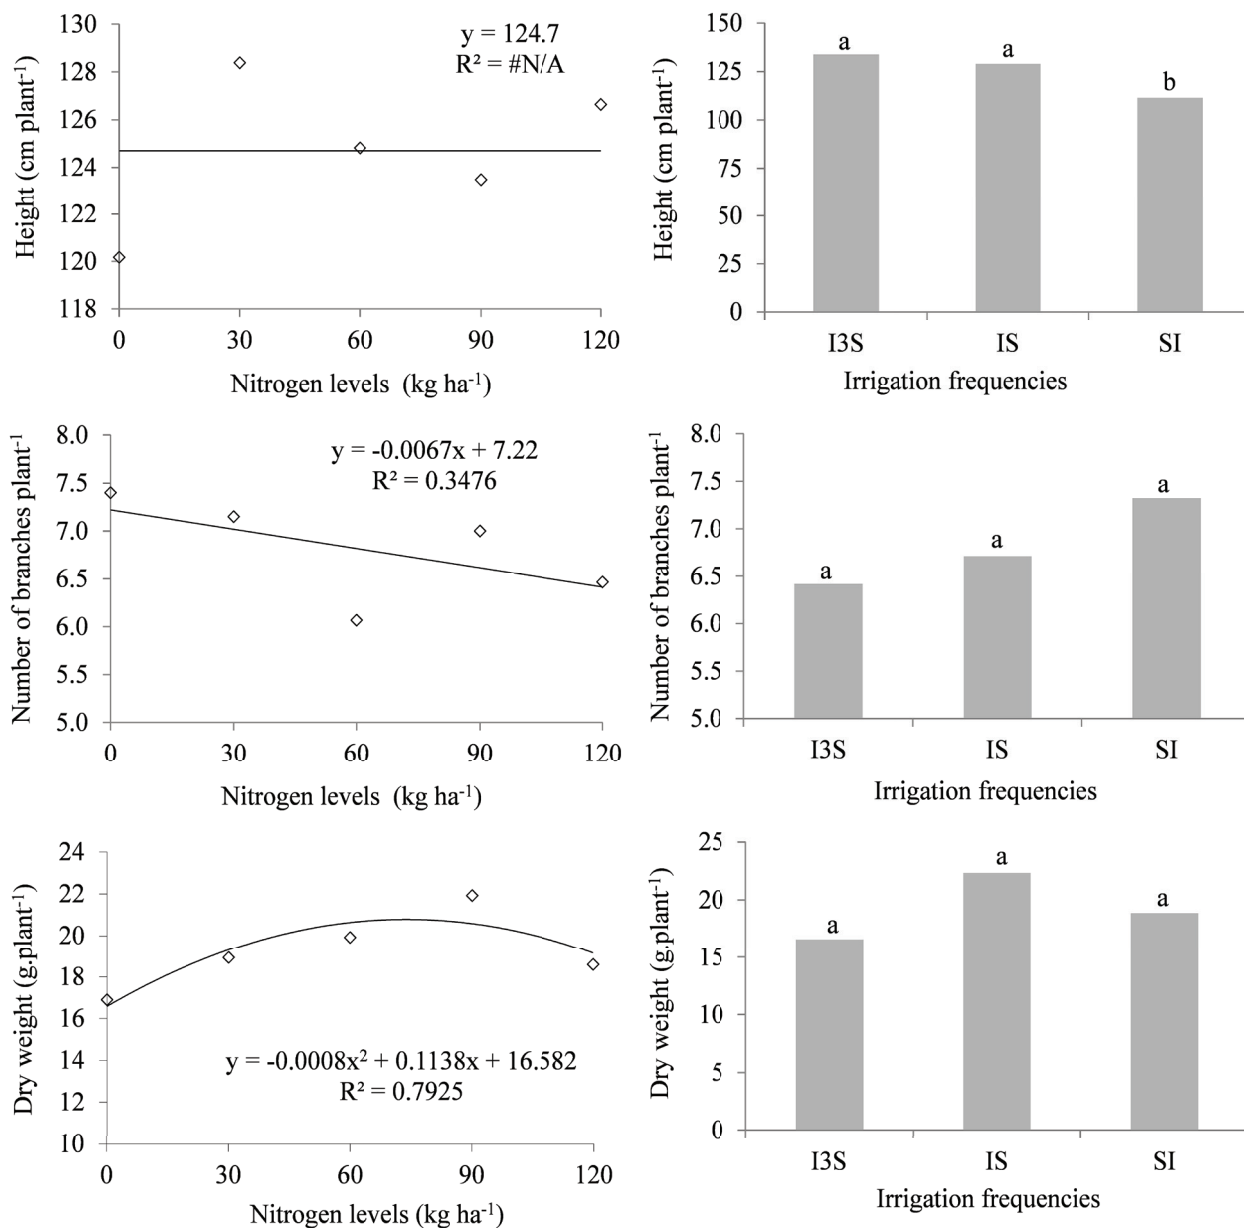 130
128
126
124
122
120
118
Height (cm plant⁻¹)
y = 124.7
R² = #N/A
0 30 60 90 120
Nitrogen levels (kg ha⁻¹)
150
125
100
75
50
25
0
Height (cm plant⁻¹)
a a b
I3S IS SI
Irrigation frequencies
8.0
7.5
7.0
6.5
6.0
5.5
5.0
Number of branches plant⁻¹
y = -0.0067x + 7.22
R² = 0.3476
0 30 60 90 120
Nitrogen levels (kg ha⁻¹)
8.0
7.5
7.0
6.5
6.0
5.5
5.0
Number of branches plant⁻¹
a a a
I3S IS SI
Irrigation frequencies
24
22
20
18
16
14
12
10
Dry weight (g.plant⁻¹)
y = -0.0008x² + 0.1138x + 16.582
R² = 0.7925
0 30 60 90 120
Nitrogen levels (kg ha⁻¹)
25
20
15
10
5
0
Dry weight (g.plant⁻¹)
a a a
I3S IS SI
Irrigation frequencies